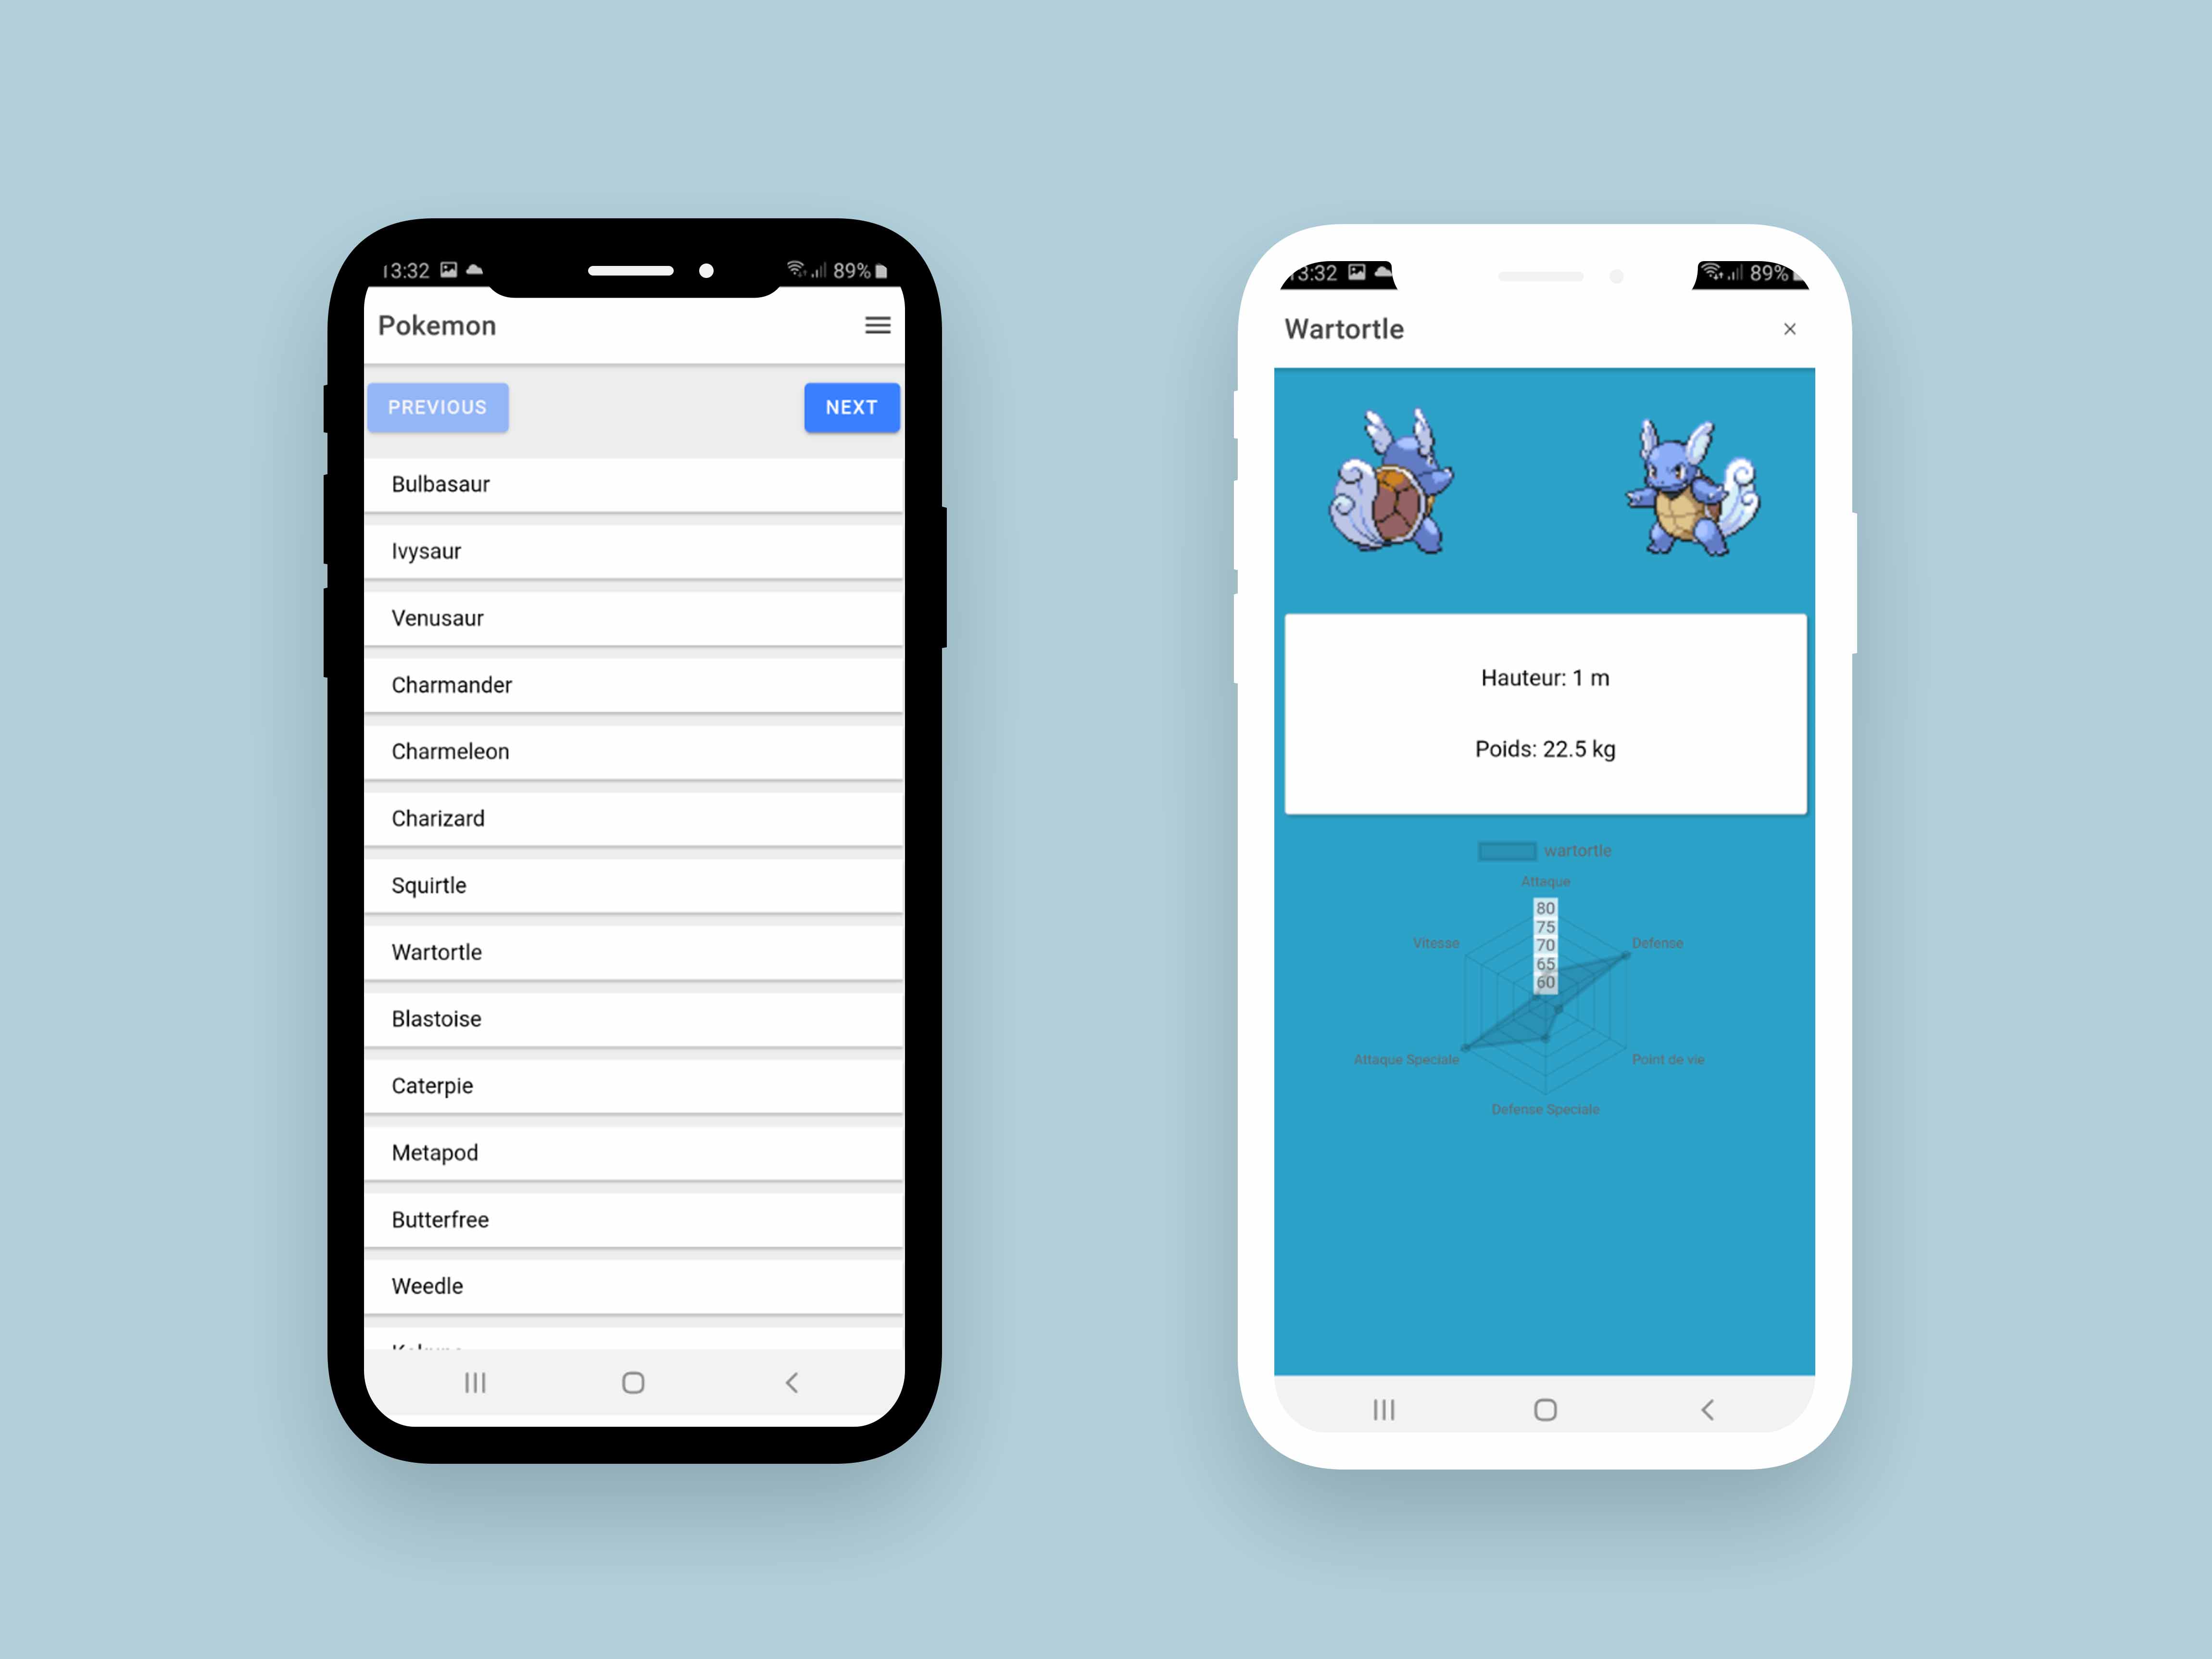 13:32 89%
Pokemon
PREVIOUS NEXT
Bulbasaur
Ivysaur
Venusaur
Charmander
Charmeleon
Charizard
Squirtle
Wartortle
Blastoise
Caterpie
Metapod
Butterfree
Weedle
13:32 89%
Wartortle
Hauteur: 1 m
Poids: 22.5 kg
wartortle
Attaque
80
75
70
65
60
Vitesse Defense
Attaque Speciale Point de vie
Defense Speciale